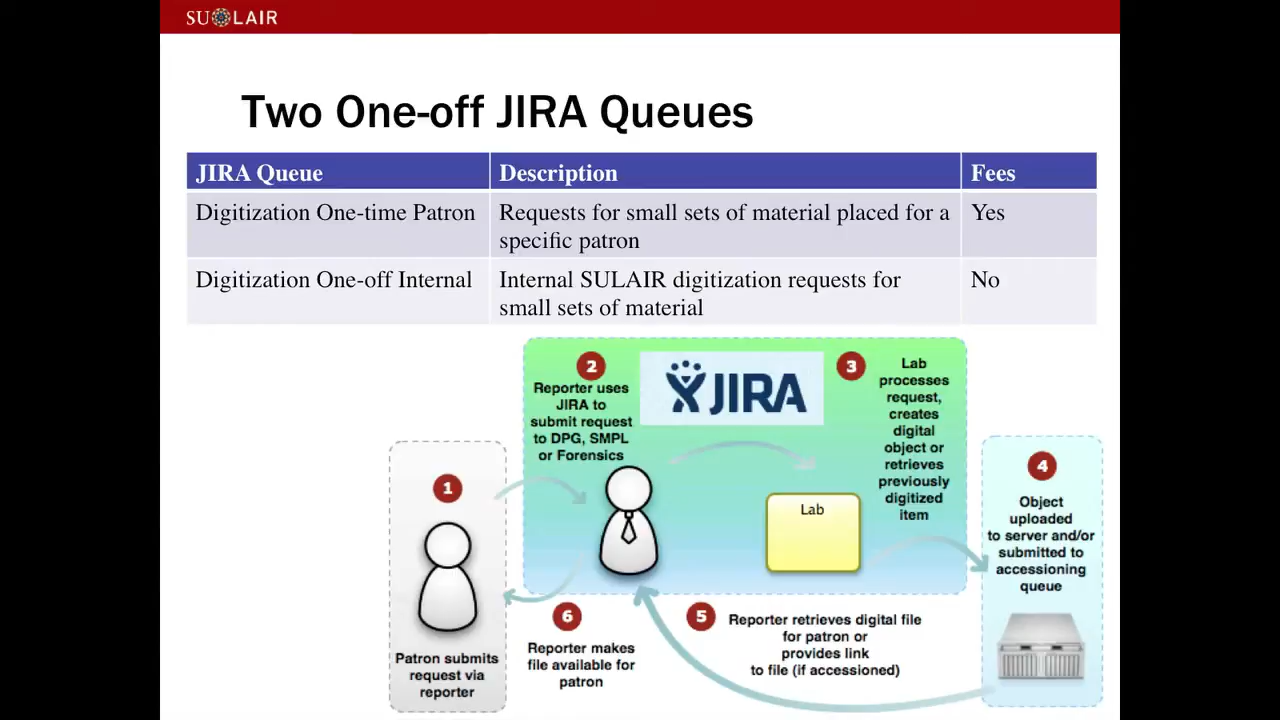 SULAIR
Two One-off JIRA Queues
JIRA Queue
Description
Fees
Digitization One-time Patron
Requests for small sets of material placed for a
specific patron
Yes
Digitization One-off Internal
Internal SULAIR digitization requests for
small sets of material
No
1
Patron submits
request via
reporter
2
Reporter uses
JIRA to
submit request
to DPG, SMPL
or Forensics
JIRA
3
Lab
processes
request,
creates
digital
object or
retrieves
previously
digitized
item
Lab
4
Object
uploaded
to server and/or
submitted to
accessioning
queue
5
Reporter retrieves digital file
for patron or
provides link
to file (if accessioned)
6
Reporter makes
file available for
patron